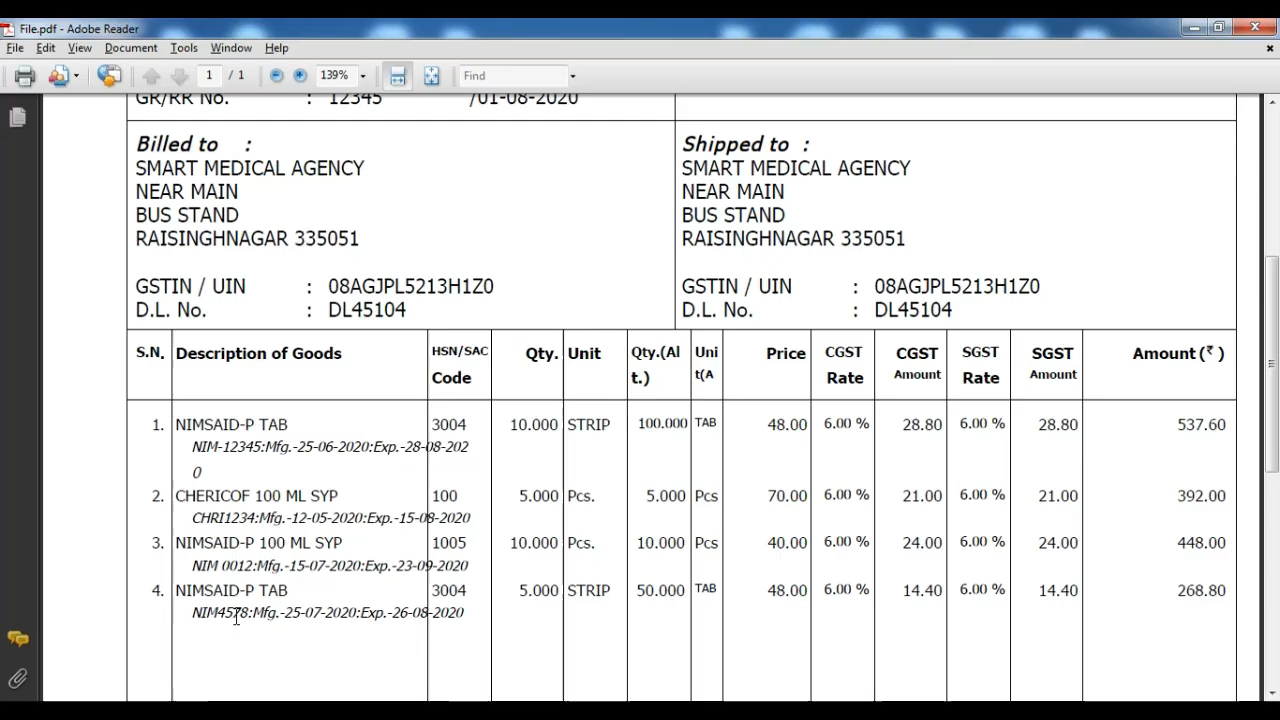 File.pdf - Adobe Reader
File Edit View Document Tools Window Help
1 / 1 139% Find
GR/RR No. : 12345 /01-08-2020
Billed to :
SMART MEDICAL AGENCY
NEAR MAIN
BUS STAND
RAISINGHNAGAR 335051
GSTIN / UIN : 08AGJPL5213H1Z0
D.L. No. : DL45104
Shipped to :
SMART MEDICAL AGENCY
NEAR MAIN
BUS STAND
RAISINGHNAGAR 335051
GSTIN / UIN : 08AGJPL5213H1Z0
D.L. No. : DL45104
S.N. Description of Goods HSN/SAC Qty. Unit Qty.(Al Uni Price CGST CGST SGST SGST Amount (₹ )
Code t.) t(A Rate Amount Rate Amount
1. NIMSAID-P TAB 3004 10.000 STRIP 100.000 TAB 48.00 6.00 % 28.80 6.00 % 28.80 537.60
NIM-12345:Mfg.-25-06-2020:Exp.-28-08-202
0
2. CHERICOF 100 ML SYP 100 5.000 Pcs. 5.000 Pcs 70.00 6.00 % 21.00 6.00 % 21.00 392.00
CHRI1234:Mfg.-12-05-2020:Exp.-15-08-2020
3. NIMSAID-P 100 ML SYP 1005 10.000 Pcs. 10.000 Pcs 40.00 6.00 % 24.00 6.00 % 24.00 448.00
NIM 0012:Mfg.-15-07-2020:Exp.-23-09-2020
4. NIMSAID-P TAB 3004 5.000 STRIP 50.000 TAB 48.00 6.00 % 14.40 6.00 % 14.40 268.80
NIM4578:Mfg.-25-07-2020:Exp.-26-08-2020